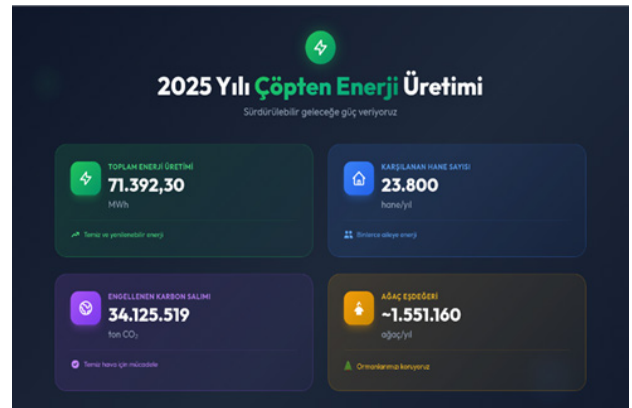 2025 Yılı Çöpten Enerji Üretimi
Sürdürülebilir geleceğe güç veriyoruz
TOPLAM ENERJİ ÜRETİMİ
71.392,30
MWh
Temiz ve yenilenebilir enerji
KARŞILANAN HANE SAYISI
23.800
hane/yıl
Binlerce aileye enerji
ENGELLENEN KARBON SALIMI
34.125.519
ton CO₂
Temiz hava için mücadele
AĞAÇ EŞDEĞERİ
~1.551.160
ağaç/yıl
Ormanlarımızı koruyoruz